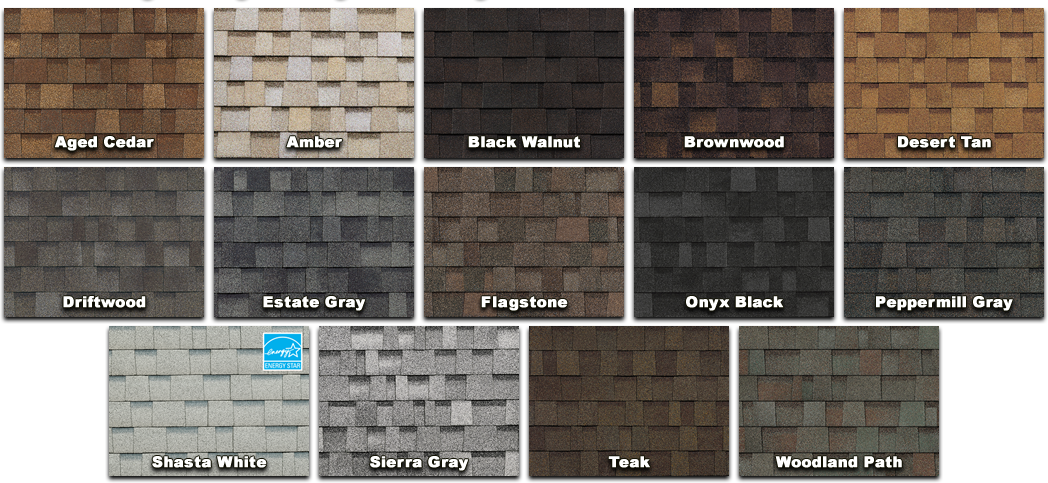 Aged Cedar
Amber
Black Walnut
Brownwood
Desert Tan
Driftwood
Estate Gray
Flagstone
Onyx Black
Peppermill Gray
energy
ENERGY STAR
Shasta White
Sierra Gray
Teak
Woodland Path